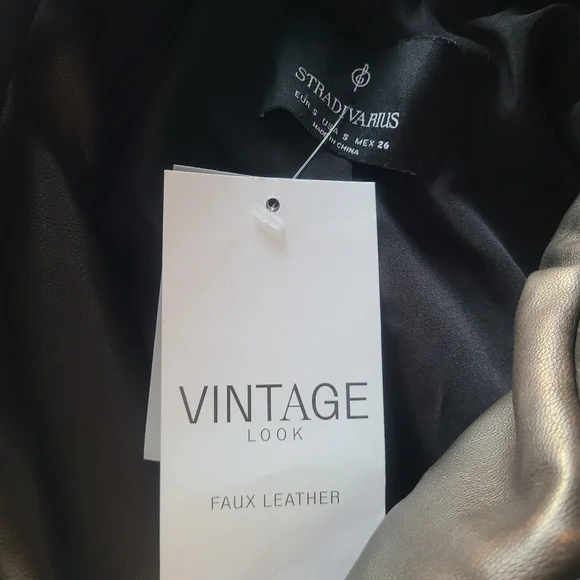 STRADIVARIUS
EUR S USA S MEX 26
MADE IN CHINA
VINTAGE
LOOK
FAUX LEATHER